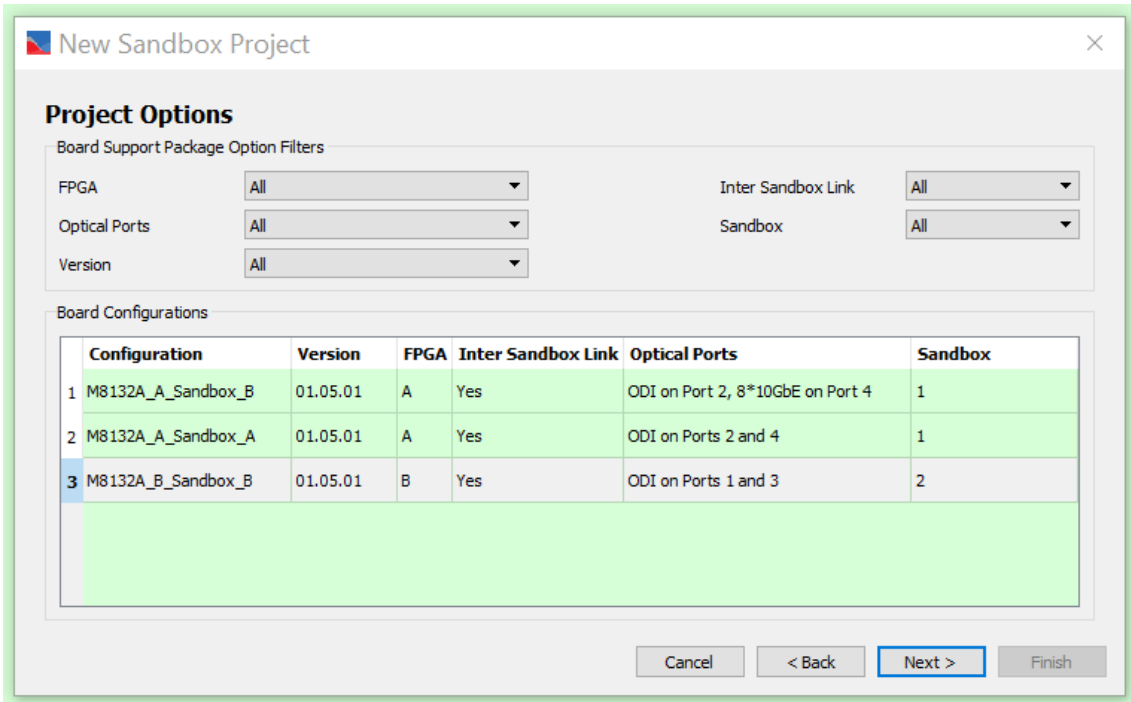 New Sandbox Project
Project Options
Board Support Package Option Filters
FPGA All Inter Sandbox Link All
Optical Ports All Sandbox All
Version All
Board Configurations
Configuration Version FPGA Inter Sandbox Link Optical Ports Sandbox
1 M8132A_A_Sandbox_B 01.05.01 A Yes ODI on Port 2, 8*10GbE on Port 4 1
2 M8132A_A_Sandbox_A 01.05.01 A Yes ODI on Ports 2 and 4 1
3 M8132A_B_Sandbox_B 01.05.01 B Yes ODI on Ports 1 and 3 2
Cancel < Back Next > Finish